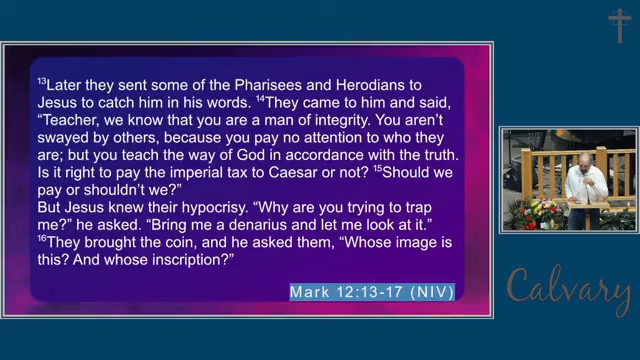 ¹³Later they sent some of the Pharisees and Herodians to
Jesus to catch him in his words. ¹⁴They came to him and said,
“Teacher, we know that you are a man of integrity. You aren’t
swayed by others, because you pay no attention to who they
are; but you teach the way of God in accordance with the truth.
Is it right to pay the imperial tax to Caesar or not? ¹⁵Should we
pay or shouldn’t we?”
But Jesus knew their hypocrisy. “Why are you trying to trap
me?” he asked. “Bring me a denarius and let me look at it.”
¹⁶They brought the coin, and he asked them, “Whose image is
this? And whose inscription?”
Mark 12:13-17 (NIV)
Calvary